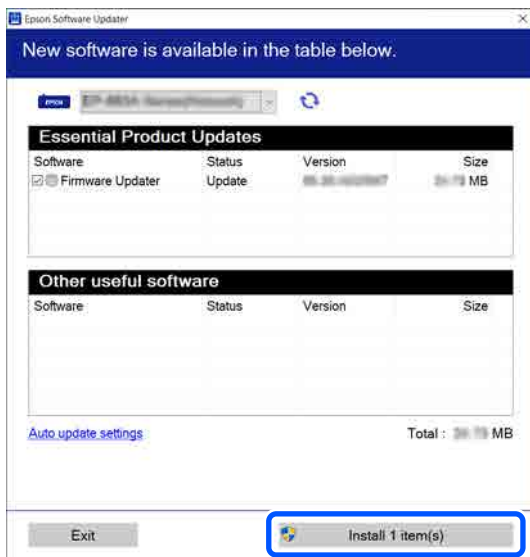 Epson Software Updater
New software is available in the table below.
EPSON
Essential Product Updates
Software Status Version Size
Firmware Updater Update MB
Other useful software
Software Status Version Size
Auto update settings Total : MB
Exit Install 1 item(s)